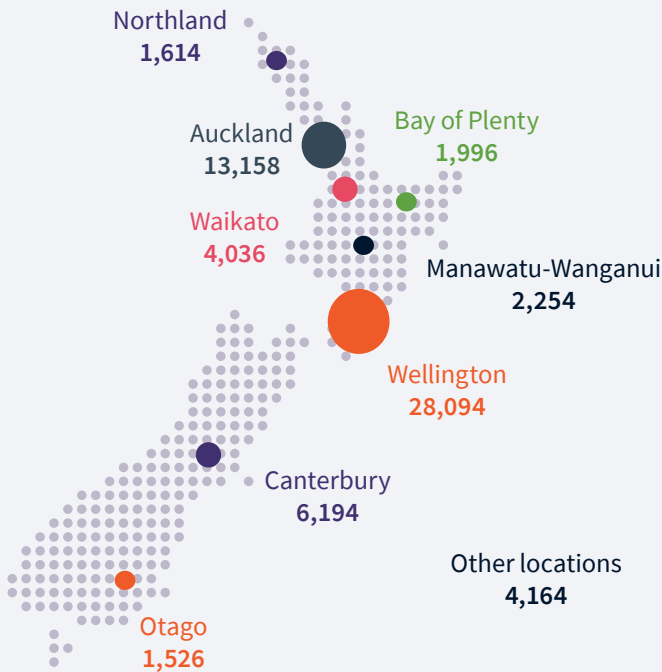 Northland
1,614
Auckland
13,158
Bay of Plenty
1,996
Waikato
4,036
Manawatu-Wanganui
2,254
Wellington
28,094
Canterbury
6,194
Other locations
4,164
Otago
1,526